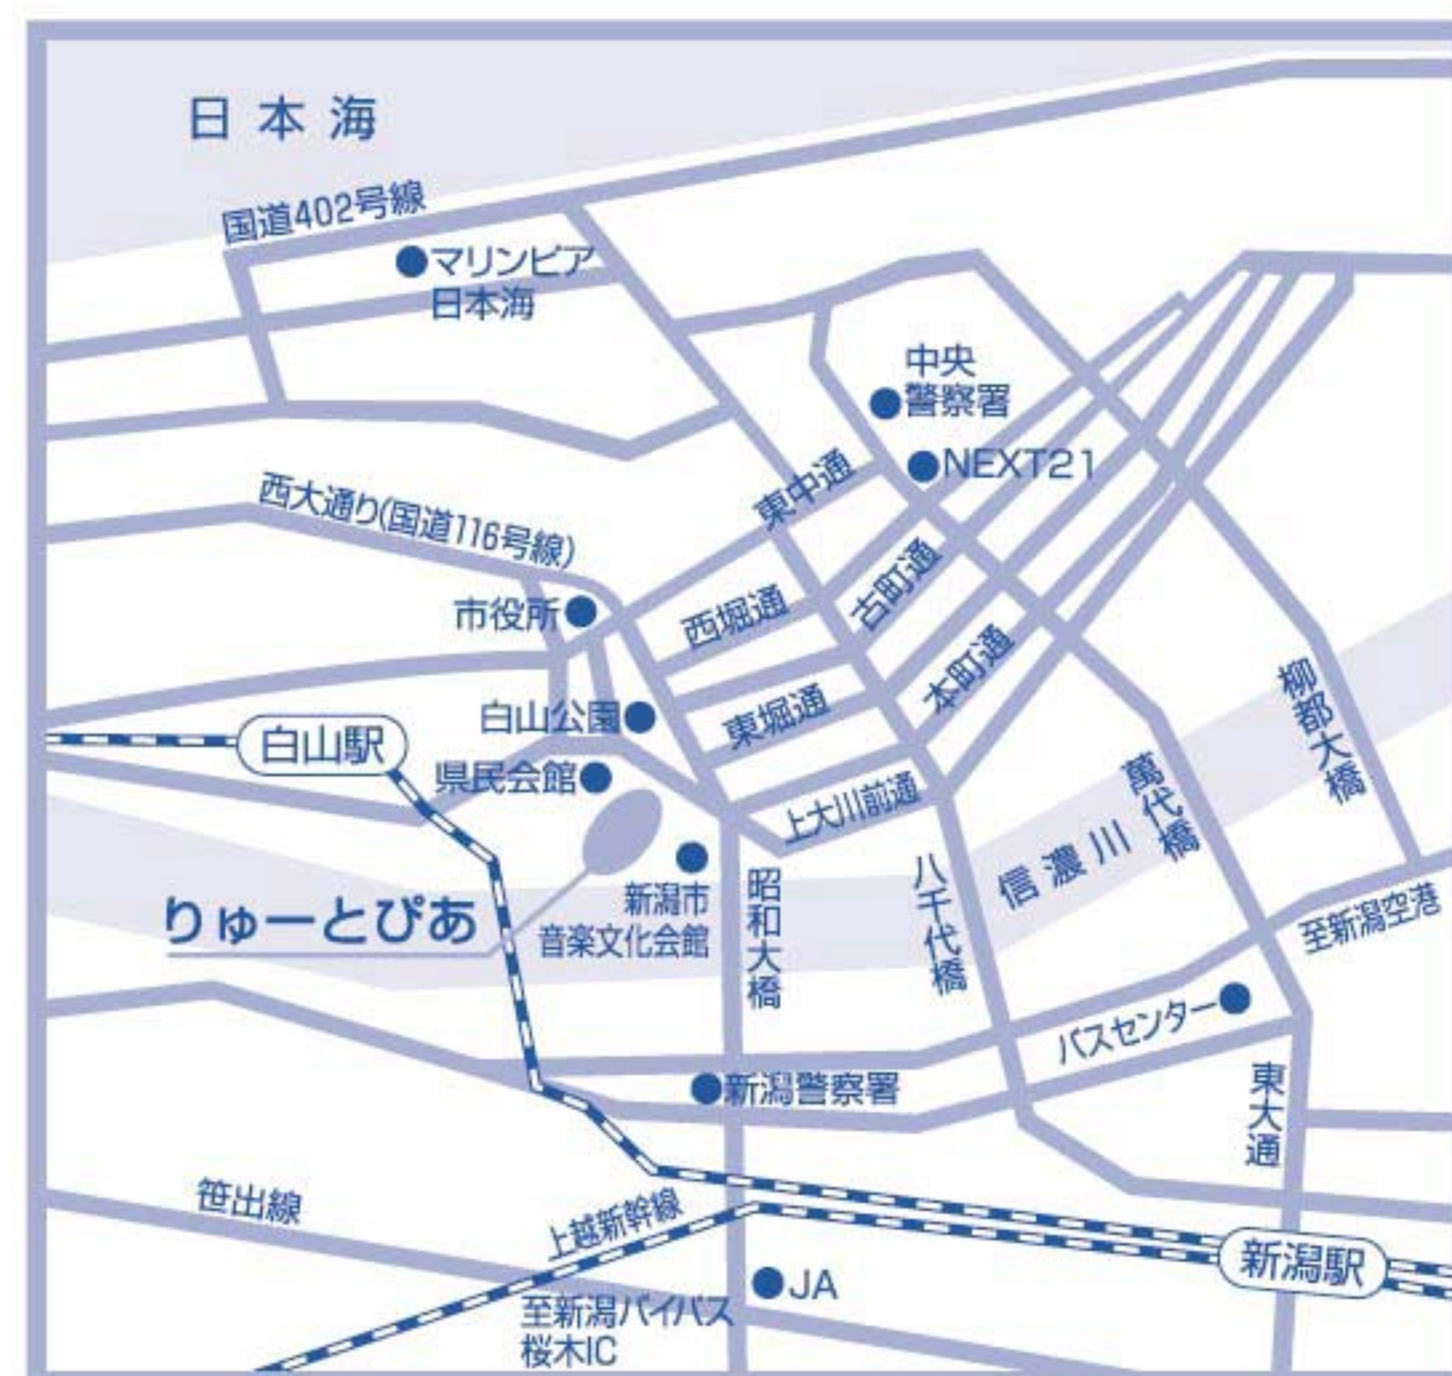 日本海
国道402号線
マリンピア
日本海
中央
警察署
NEXT21
東中通
西大通り(国道116号線)
市役所
西堀通
古町通
本町通
東堀通
上大川前通
白山公園
白山駅
県民会館
りゅーとぴあ
新潟市
音楽文化会館
昭和大橋
八千代橋
信濃川
萬代橋
柳都大橋
至新潟空港
バスセンター
新潟警察署
東大通
笹出線
上越新幹線
新潟駅
JA
至新潟バイパス
桜木IC